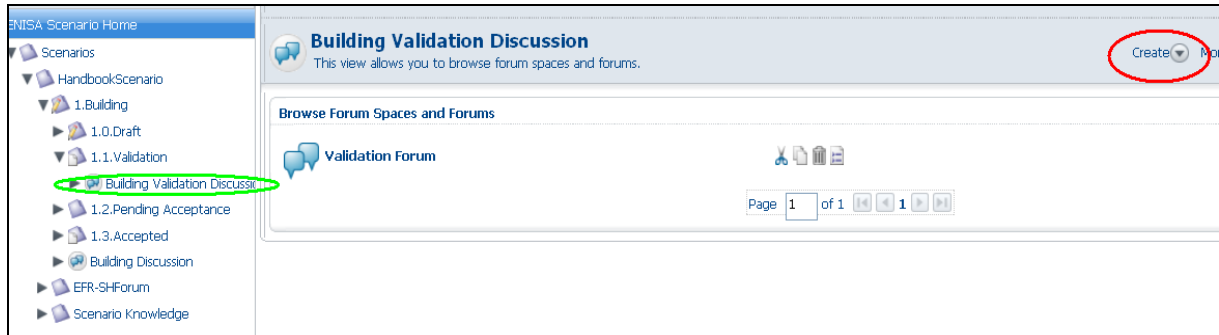 ENISA Scenario Home
Scenarios
HandbookScenario
1.Building
1.0.Draft
1.1.Validation
Building Validation Discussi
1.2.Pending Acceptance
1.3.Accepted
Building Discussion
EFR-SHForum
Scenario Knowledge
Building Validation Discussion
This view allows you to browse forum spaces and forums.
Create
Browse Forum Spaces and Forums
Validation Forum
Page 1 of 1 1